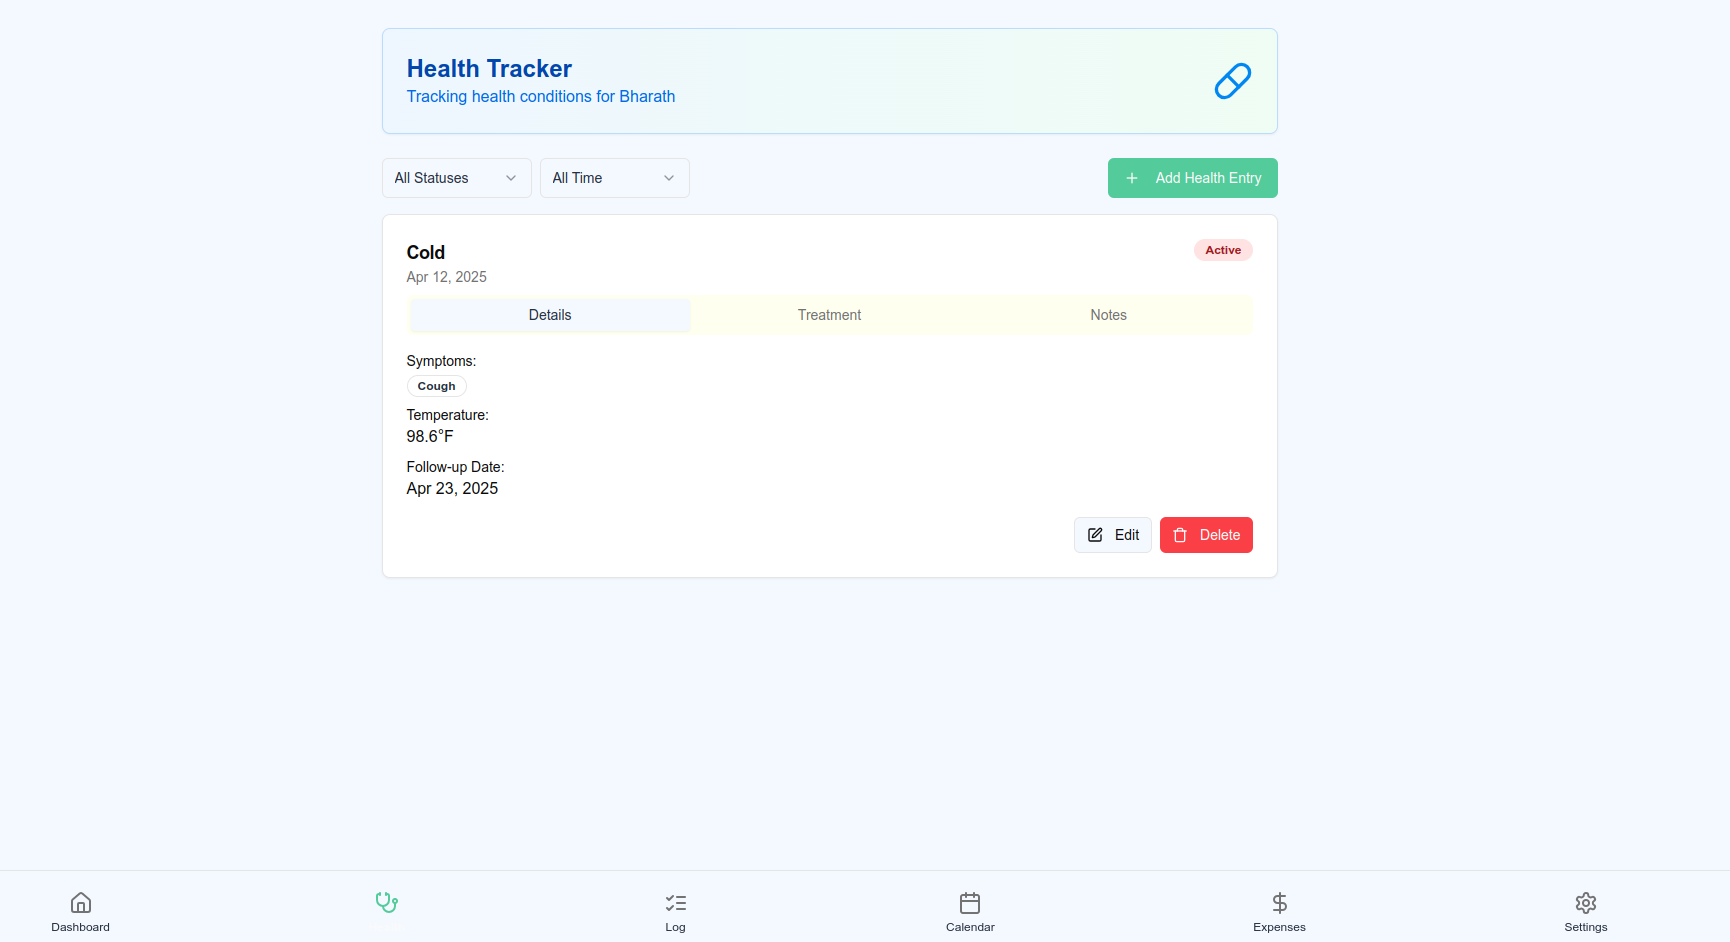 Health Tracker
Tracking health conditions for Bharath
All Statuses
All Time
Add Health Entry
Cold
Active
Apr 12, 2025
Details
Treatment
Notes
Symptoms:
Cough
Temperature:
98.6°F
Follow-up Date:
Apr 23, 2025
Edit
Delete
Dashboard
Log
Calendar
Expenses
Settings